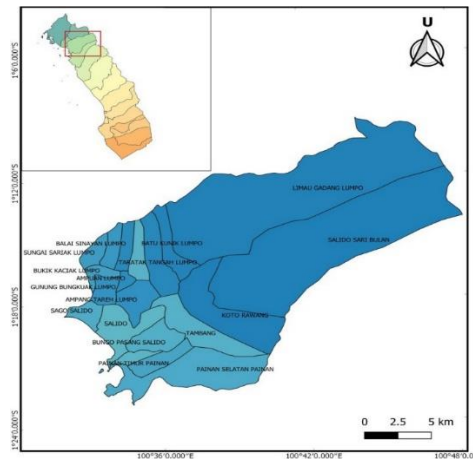 U
1°6'0.000"S
1°12'0.000"S
LIMAU GADANG LUMPO
SALIDO SARI BULAN
BALAI SINAYAN LUMPO
BATU KUNIK LUMPO
SUNGAI SARIAK LUMPO
TARATAK TANGAH LUMPO
BUKIK KACIAK LUMPO
AMPUAN LUMPO
GUNUNG BUNGKUAK LUMPO
AMPANG TAREH LUMPO
1°18'0.000"S
SAGO SALIDO
KOTO RAWANG
SALIDO
TAMBANG
BUNGO PASANG SALIDO
PAINAN TIMUR PAINAN
PAINAN SELATAN PAINAN
1°24'0.000"S
0 2.5 5 km
100°36'0.000"E 100°42'0.000"E 100°48'0.000"E